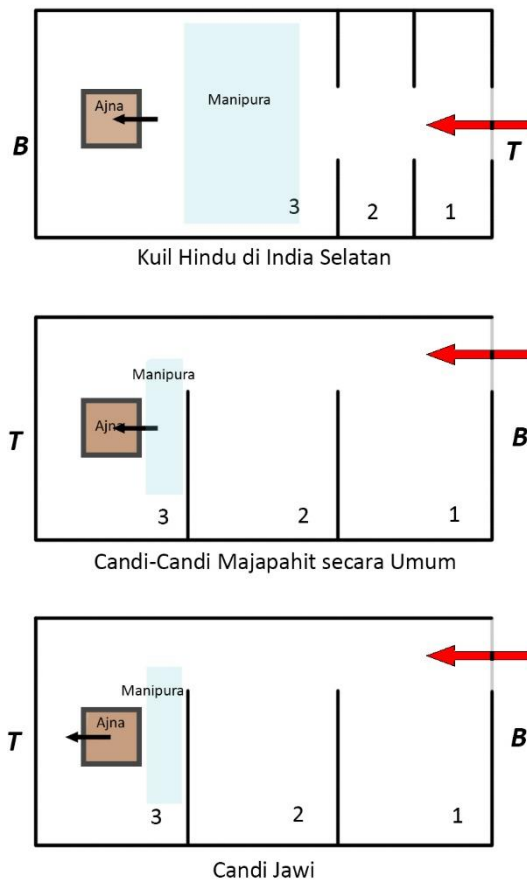 Ajna
Manipura
B
T
3
2
1
Kuil Hindu di India Selatan
Manipura
Ajna
T
B
3
2
1
Candi-Candi Majapahit secara Umum
Manipura
Ajna
T
B
3
2
1
Candi Jawi